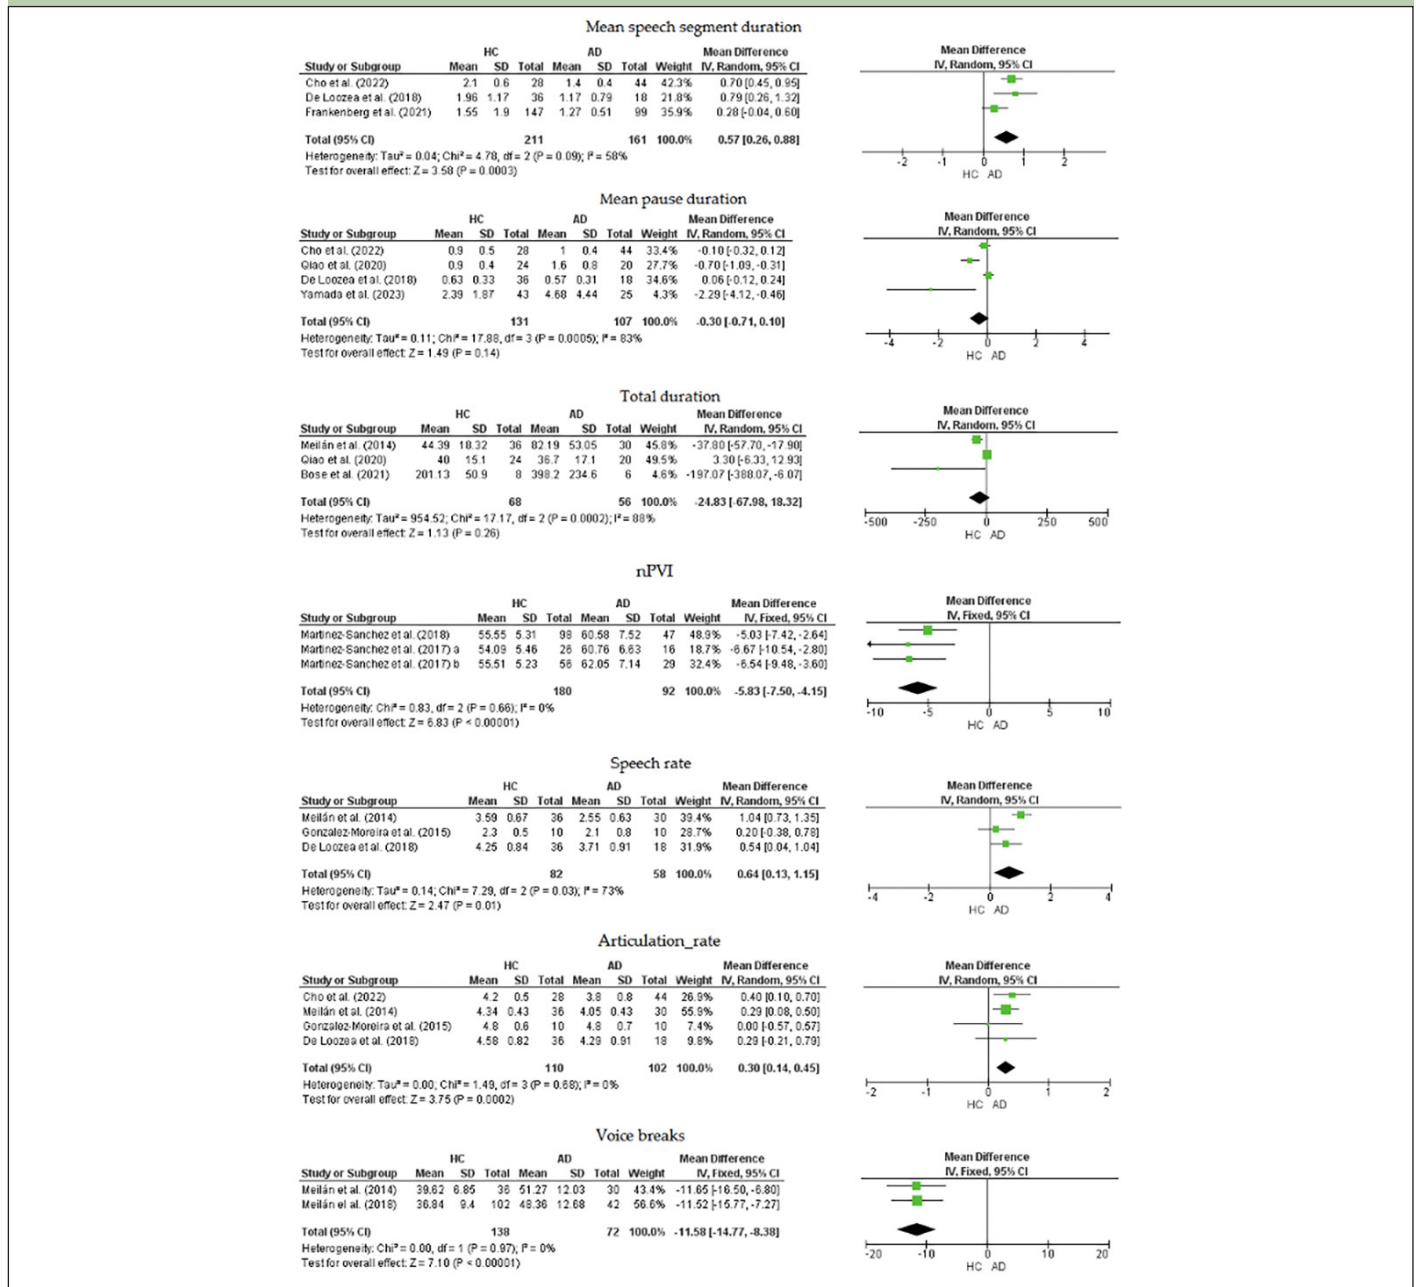 Mean speech segment duration
HC AD Mean Difference Mean Difference
Study or Subgroup Mean SD Total Mean SD Total Weight IV, Random, 95% CI IV, Random, 95% CI
Cho et al. (2022) 2.1 0.6 28 1.4 0.4 44 42.3% 0.70 [0.45, 0.95]
De Loozea et al. (2018) 1.96 1.17 36 1.17 0.79 18 21.8% 0.79 [0.26, 1.32]
Frankenberg et al. (2021) 1.55 1.9 147 1.27 0.51 99 35.9% 0.28 [-0.04, 0.60]
Total (95% CI) 211 161 100.0% 0.57 [0.26, 0.88]
Heterogeneity: Tau² = 0.04; Chi² = 4.78, df = 2 (P = 0.09); I² = 58%
Test for overall effect: Z = 3.58 (P = 0.0003)
-2 -1 0 1 2
HC AD
Mean pause duration
HC AD Mean Difference Mean Difference
Study or Subgroup Mean SD Total Mean SD Total Weight IV, Random, 95% CI IV, Random, 95% CI
Cho et al. (2022) 0.9 0.5 28 1 0.4 44 33.4% -0.10 [-0.32, 0.12]
Qiao et al. (2020) 0.9 0.4 24 1.6 0.8 20 27.7% -0.70 [-1.09, -0.31]
De Loozea et al. (2018) 0.63 0.33 36 0.57 0.31 18 34.6% 0.06 [-0.12, 0.24]
Yamada et al. (2023) 2.39 1.87 43 4.68 4.44 25 4.3% -2.29 [-4.12, -0.46]
Total (95% CI) 131 107 100.0% -0.30 [-0.71, 0.10]
Heterogeneity: Tau² = 0.11; Chi² = 17.88, df = 3 (P = 0.0005); I² = 83%
Test for overall effect: Z = 1.49 (P = 0.14)
-4 -2 0 2 4
HC AD
Total duration
HC AD Mean Difference Mean Difference
Study or Subgroup Mean SD Total Mean SD Total Weight IV, Random, 95% CI IV, Random, 95% CI
Meilán et al. (2014) 44.39 18.32 36 82.19 53.05 30 45.8% -37.80 [-57.70, -17.90]
Qiao et al. (2020) 40 15.1 24 36.7 17.1 20 49.5% 3.30 [-6.33, 12.93]
Bose et al. (2021) 201.13 50.9 8 398.2 234.6 6 4.6% -197.07 [-388.07, -6.07]
Total (95% CI) 68 56 100.0% -24.83 [-67.98, 18.32]
Heterogeneity: Tau² = 954.52; Chi² = 17.17, df = 2 (P = 0.0002); I² = 88%
Test for overall effect: Z = 1.13 (P = 0.26)
-500 -250 0 250 500
HC AD
nPVI
HC AD Mean Difference Mean Difference
Study or Subgroup Mean SD Total Mean SD Total Weight IV, Fixed, 95% CI IV, Fixed, 95% CI
Martinez-Sanchez et al. (2018) 55.55 5.31 98 60.58 7.52 47 48.9% -5.03 [-7.42, -2.64]
Martinez-Sanchez et al. (2017) a 54.09 5.46 26 60.76 6.63 16 18.7% -6.67 [-10.54, -2.80]
Martinez-Sanchez et al. (2017) b 55.51 5.23 56 62.05 7.14 29 32.4% -6.54 [-9.48, -3.60]
Total (95% CI) 180 92 100.0% -5.83 [-7.50, -4.15]
Heterogeneity: Chi² = 0.83, df = 2 (P = 0.66); I² = 0%
Test for overall effect: Z = 6.83 (P < 0.00001)
-10 -5 0 5 10
HC AD
Speech rate
HC AD Mean Difference Mean Difference
Study or Subgroup Mean SD Total Mean SD Total Weight IV, Random, 95% CI IV, Random, 95% CI
Meilán et al. (2014) 3.59 0.67 36 2.55 0.63 30 39.4% 1.04 [0.73, 1.35]
Gonzalez-Moreira et al. (2015) 2.3 0.5 10 2.1 0.8 10 28.7% 0.20 [-0.38, 0.78]
De Loozea et al. (2018) 4.25 0.84 36 3.71 0.91 18 31.9% 0.54 [0.04, 1.04]
Total (95% CI) 82 58 100.0% 0.64 [0.13, 1.15]
Heterogeneity: Tau² = 0.14; Chi² = 7.29, df = 2 (P = 0.03); I² = 73%
Test for overall effect: Z = 2.47 (P = 0.01)
-4 -2 0 2 4
HC AD
Articulation_rate
HC AD Mean Difference Mean Difference
Study or Subgroup Mean SD Total Mean SD Total Weight IV, Random, 95% CI IV, Random, 95% CI
Cho et al. (2022) 4.2 0.5 28 3.8 0.8 44 26.9% 0.40 [0.10, 0.70]
Meilán et al. (2014) 4.34 0.43 36 4.05 0.43 30 55.9% 0.29 [0.08, 0.50]
Gonzalez-Moreira et al. (2015) 4.8 0.6 10 4.8 0.7 10 7.4% 0.00 [-0.57, 0.57]
De Loozea et al. (2018) 4.58 0.82 36 4.29 0.91 18 9.8% 0.29 [-0.21, 0.79]
Total (95% CI) 110 102 100.0% 0.30 [0.14, 0.45]
Heterogeneity: Tau² = 0.00; Chi² = 1.49, df = 3 (P = 0.68); I² = 0%
Test for overall effect: Z = 3.75 (P = 0.0002)
-2 -1 0 1 2
HC AD
Voice breaks
HC AD Mean Difference Mean Difference
Study or Subgroup Mean SD Total Mean SD Total Weight IV, Fixed, 95% CI IV, Fixed, 95% CI
Meilán et al. (2014) 39.62 6.85 36 51.27 12.03 30 43.4% -11.65 [-16.50, -6.80]
Meilán et al. (2018) 36.84 9.4 102 48.36 12.68 42 56.6% -11.52 [-15.77, -7.27]
Total (95% CI) 138 72 100.0% -11.58 [-14.77, -8.38]
Heterogeneity: Chi² = 0.00, df = 1 (P = 0.97); I² = 0%
Test for overall effect: Z = 7.10 (P < 0.00001)
-20 -10 0 10 20
HC AD